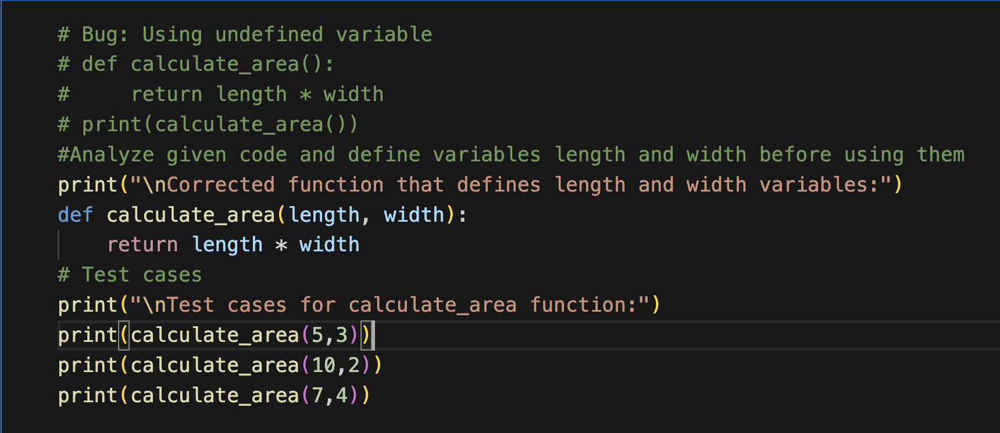 # Bug: Using undefined variable
# def calculate_area():
#     return length * width
# print(calculate_area())
#Analyze given code and define variables length and width before using them
print("\nCorrected function that defines length and width variables:")
def calculate_area(length, width):
    return length * width
# Test cases
print("\nTest cases for calculate_area function:")
print(calculate_area(5,3))
print(calculate_area(10,2))
print(calculate_area(7,4))